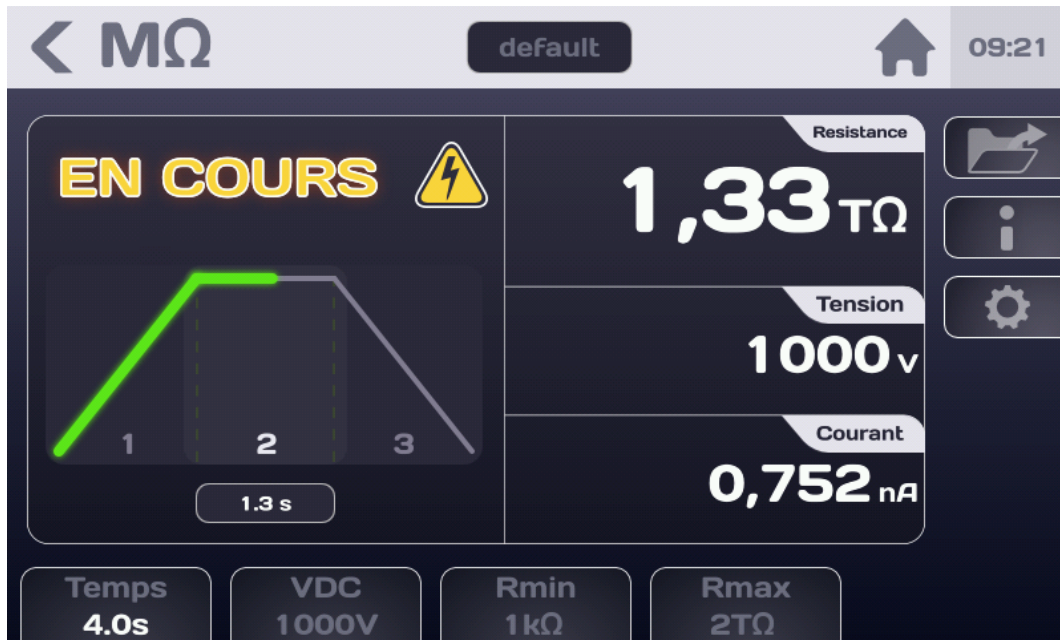 MΩ
default
09:21
EN COURS
Resistance
1,33 TΩ
Tension
1000 V
Courant
0,752 nA
1 2 3
1.3 s
Temps
4.0s
VDC
1000V
Rmin
1kΩ
Rmax
2TΩ